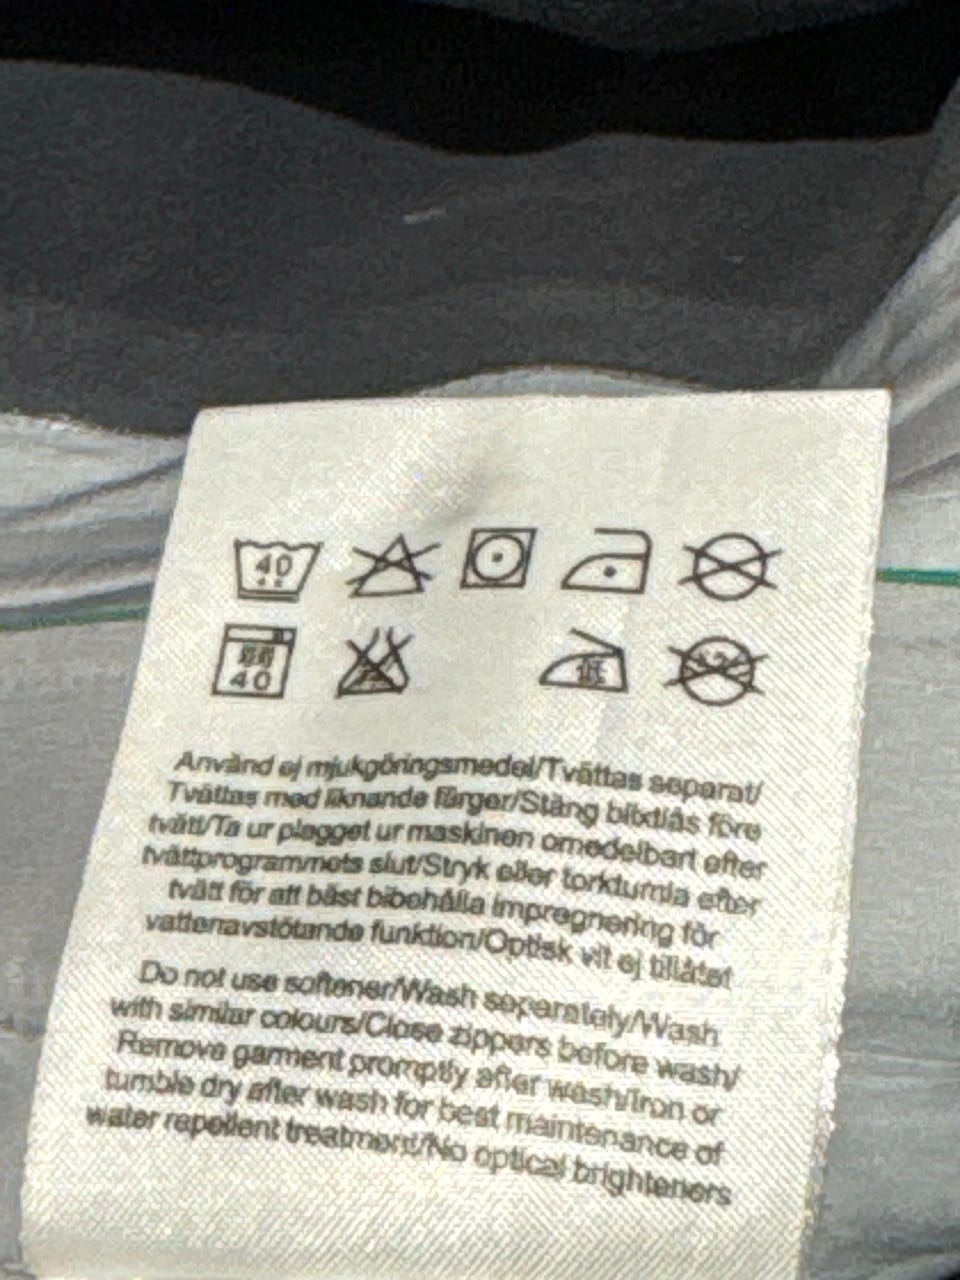 40
40
Använd ej mjukgöringsmedel/Tvättas separat/
Tvättas med liknande färger/Stäng blixtlås före
tvätt/Ta ur plagget ur maskinen omedelbart efter
tvättprogrammets slut/Stryk eller torktumla efter
tvätt för att bäst bibehålla impregnering för
vattenavstötande funktion/Optisk vit ej tillåtet
Do not use softener/Wash separately/Wash
with similar colours/Close zippers before wash/
Remove garment promptly after wash/Iron or
tumble dry after wash for best maintenance of
water repellent treatment/No optical brighteners